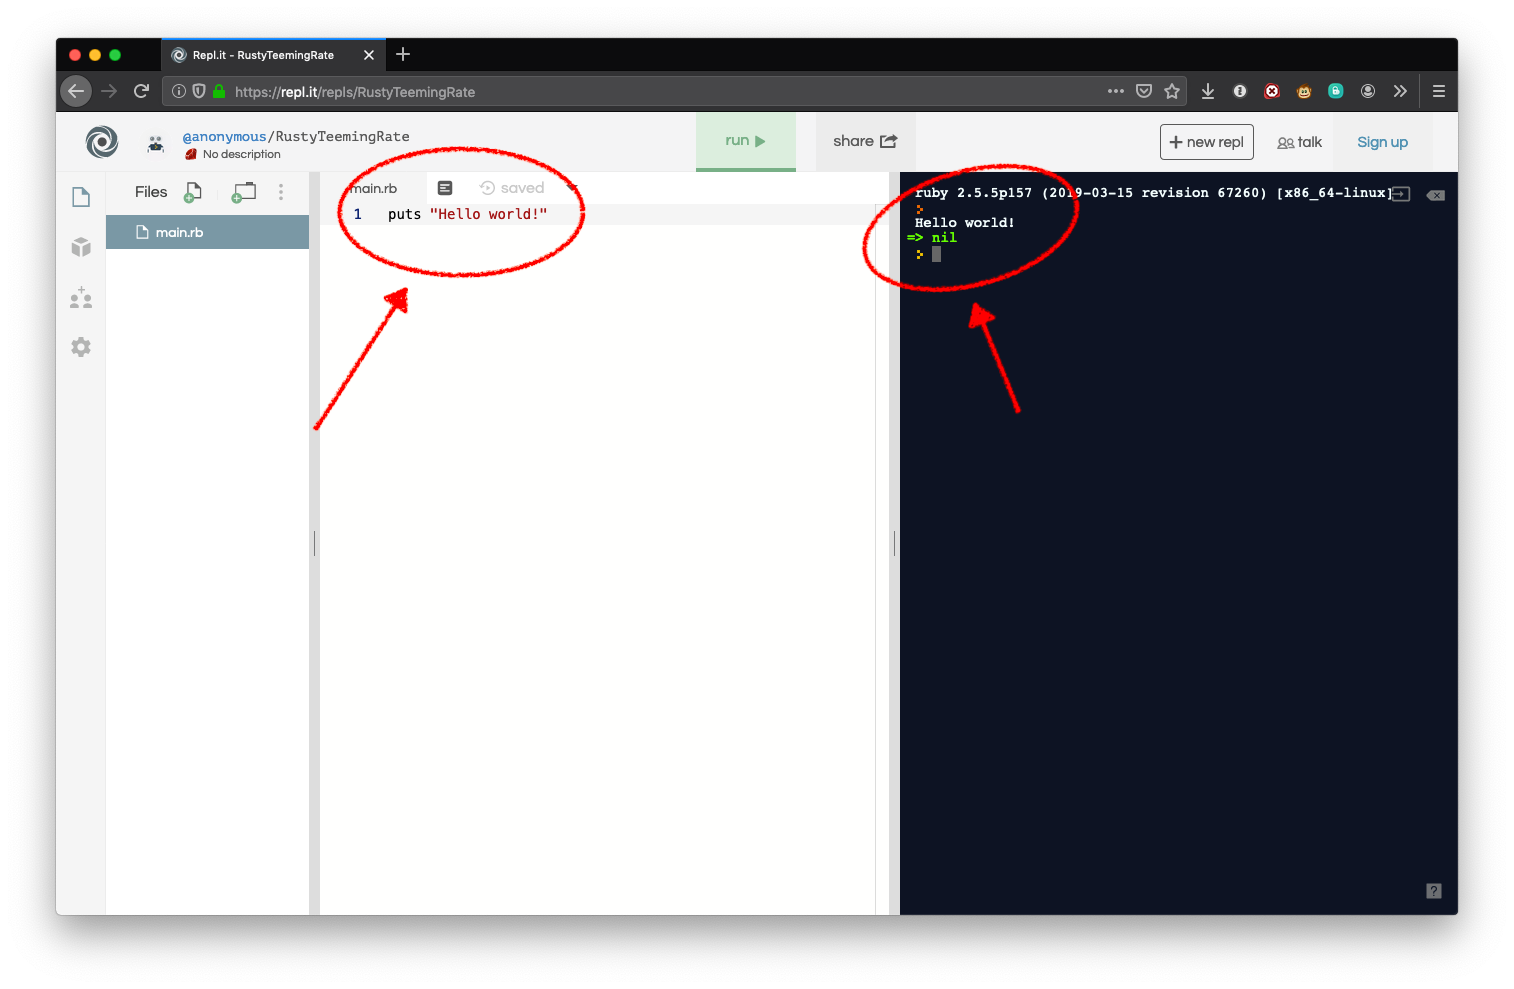 Repl.it - RustyTeemingRate
https://repl.it/repls/RustyTeemingRate
@anonymous/RustyTeemingRate
No description
run
share
+ new repl
talk
Sign up
Files
main.rb
main.rb
saved
1 puts "Hello world!"
ruby 2.5.5p157 (2019-03-15 revision 67260) [x86_64-linux]
Hello world!
=> nil
?